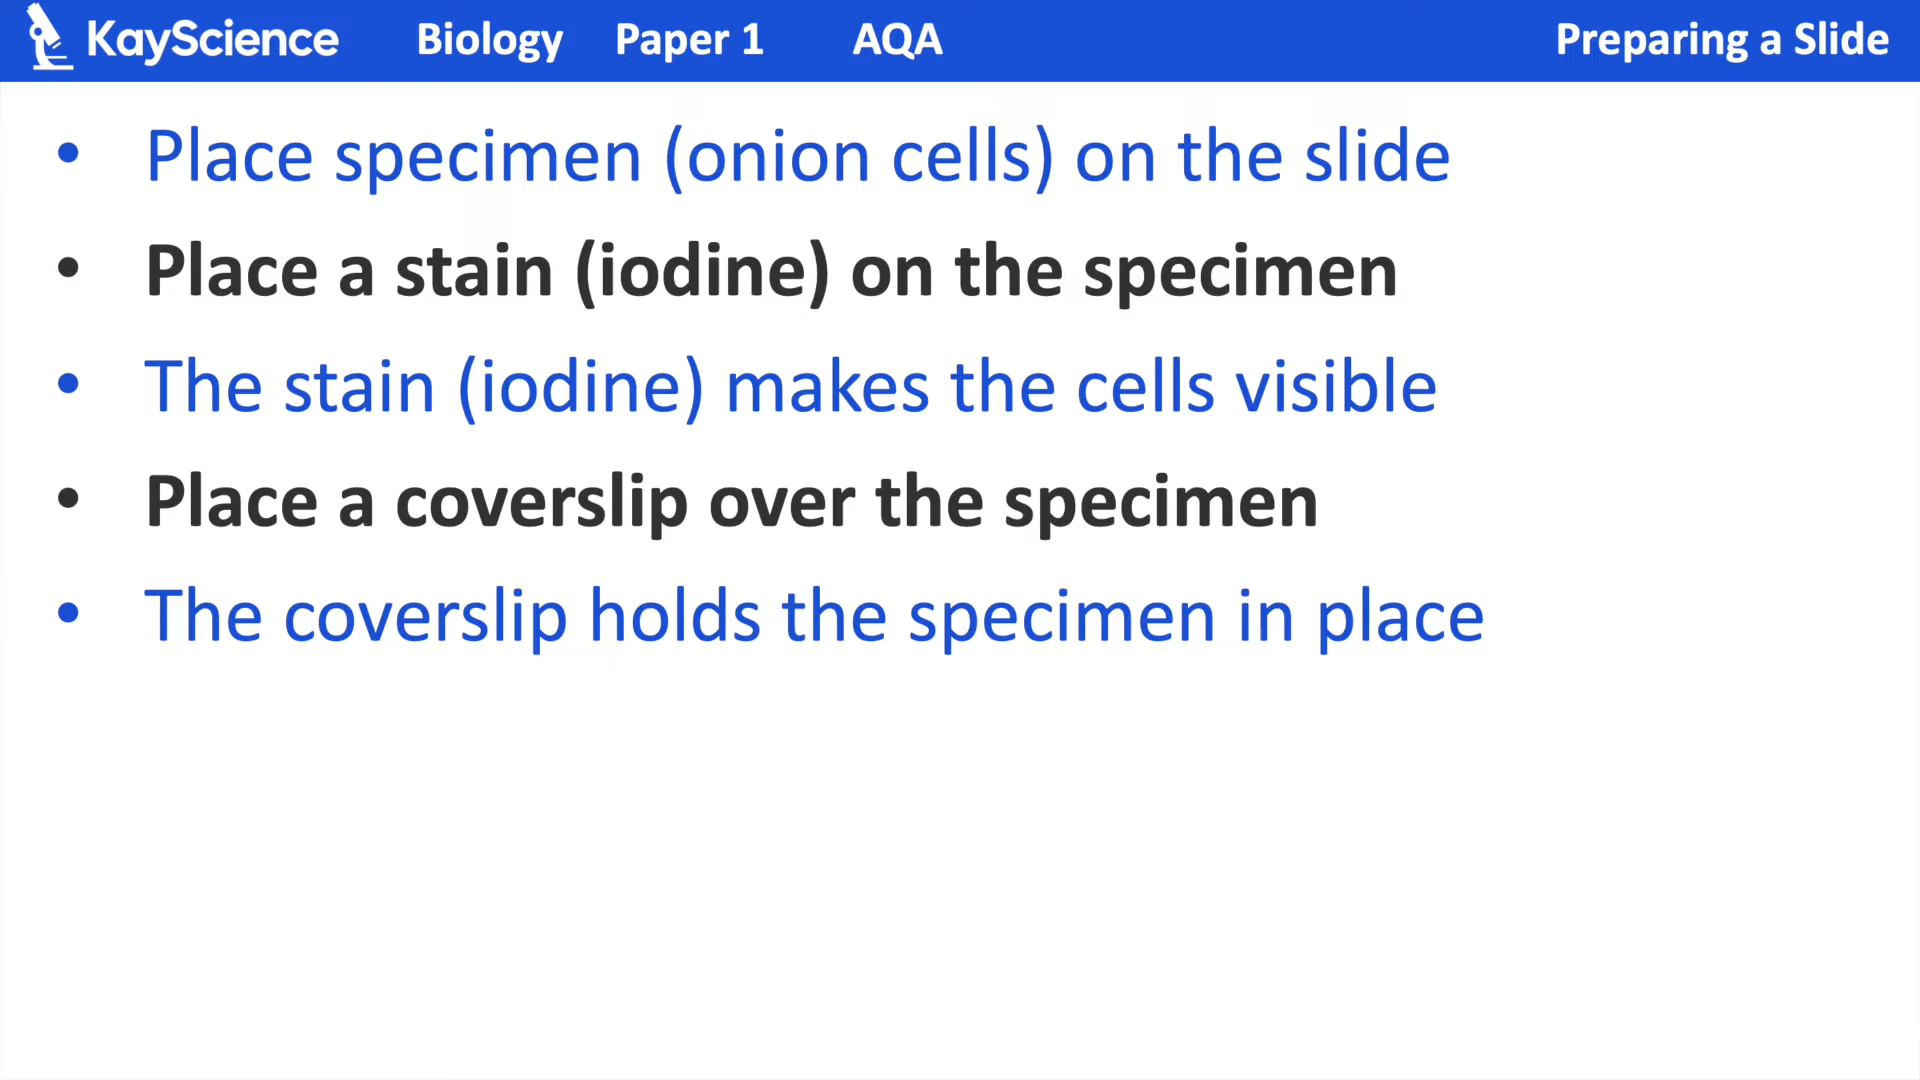 KayScience Biology Paper 1 AQA Preparing a Slide
• Place specimen (onion cells) on the slide
• Place a stain (iodine) on the specimen
• The stain (iodine) makes the cells visible
• Place a coverslip over the specimen
• The coverslip holds the specimen in place